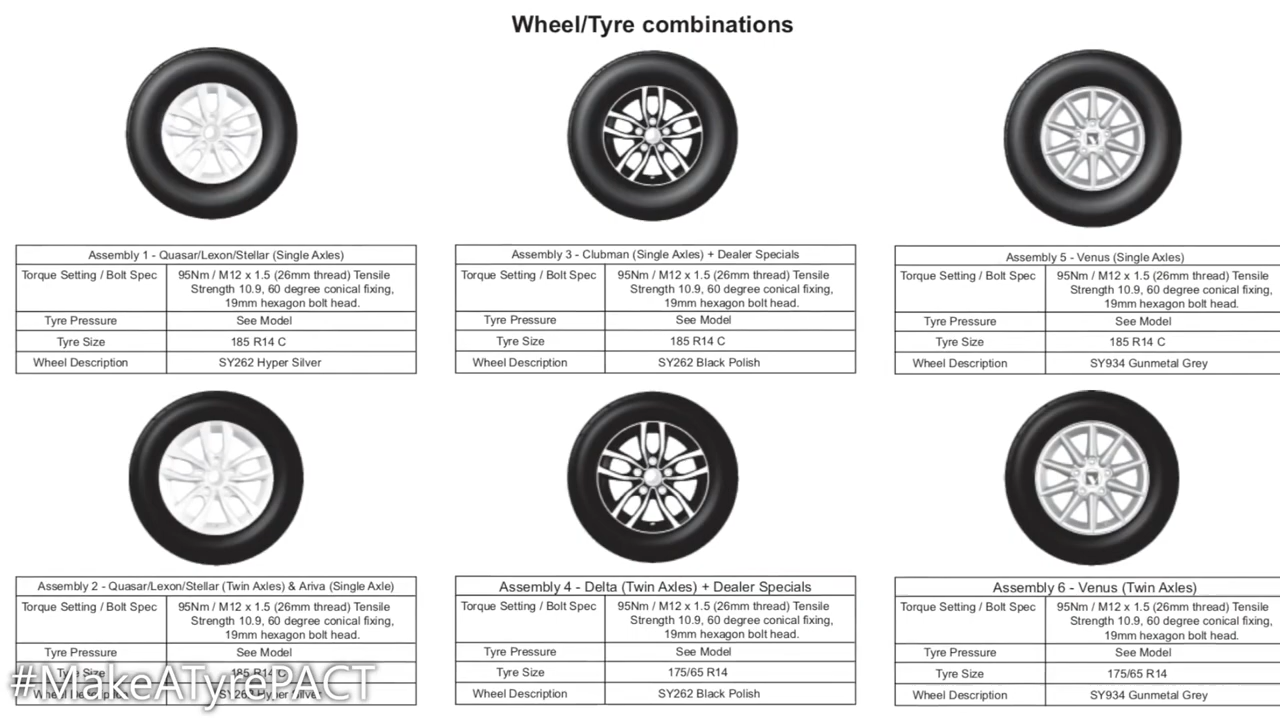 Wheel/Tyre combinations
Assembly 1 - Quasar/Lexon/Stellar (Single Axles)
Torque Setting / Bolt Spec
95Nm / M12 x 1.5 (26mm thread) Tensile
Strength 10.9, 60 degree conical fixing,
19mm hexagon bolt head.
Tyre Pressure
See Model
Tyre Size
185 R14 C
Wheel Description
SY262 Hyper Silver
Assembly 3 - Clubman (Single Axles) + Dealer Specials
Torque Setting / Bolt Spec
95Nm / M12 x 1.5 (26mm thread) Tensile
Strength 10.9, 60 degree conical fixing,
19mm hexagon bolt head.
Tyre Pressure
See Model
Tyre Size
185 R14 C
Wheel Description
SY262 Black Polish
Assembly 5 - Venus (Single Axles)
Torque Setting / Bolt Spec
95Nm / M12 x 1.5 (26mm thread) Tensile
Strength 10.9, 60 degree conical fixing,
19mm hexagon bolt head.
Tyre Pressure
See Model
Tyre Size
185 R14 C
Wheel Description
SY934 Gunmetal Grey
Assembly 2 - Quasar/Lexon/Stellar (Twin Axles) & Ariva (Single Axle)
Torque Setting / Bolt Spec
95Nm / M12 x 1.5 (26mm thread) Tensile
Strength 10.9, 60 degree conical fixing,
19mm hexagon bolt head.
Tyre Pressure
See Model
Tyre Size
185 R14 C
Wheel Description
SY262 Hyper Silver
#MakeATyrePACT
Assembly 4 - Delta (Twin Axles) + Dealer Specials
Torque Setting / Bolt Spec
95Nm / M12 x 1.5 (26mm thread) Tensile
Strength 10.9, 60 degree conical fixing,
19mm hexagon bolt head.
Tyre Pressure
See Model
Tyre Size
175/65 R14
Wheel Description
SY262 Black Polish
Assembly 6 - Venus (Twin Axles)
Torque Setting / Bolt Spec
95Nm / M12 x 1.5 (26mm thread) Tensile
Strength 10.9, 60 degree conical fixing,
19mm hexagon bolt head.
Tyre Pressure
See Model
Tyre Size
175/65 R14
Wheel Description
SY934 Gunmetal Grey